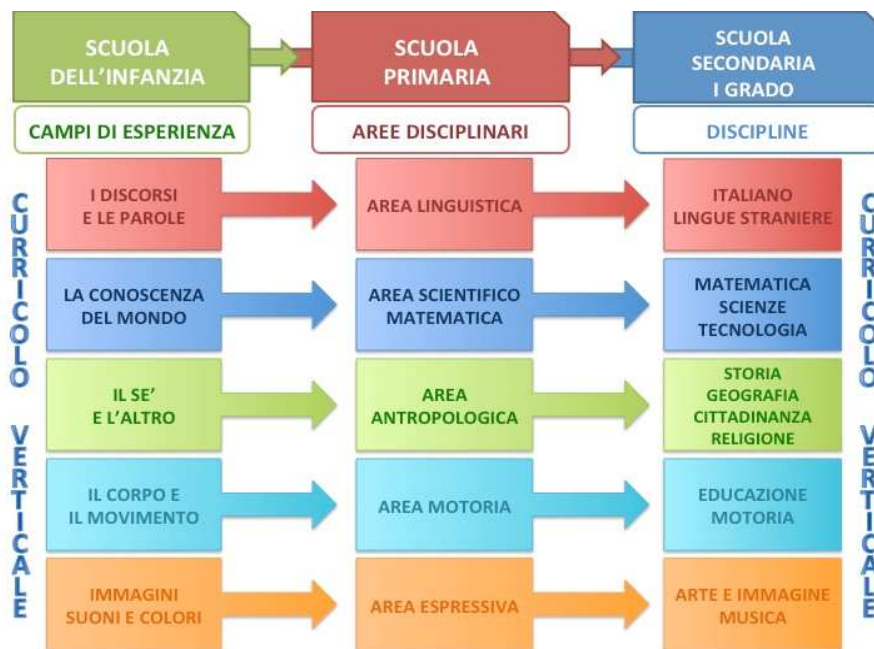 SCUOLA
DELL'INFANZIA
SCUOLA
PRIMARIA
SCUOLA
SECONDARIA
I GRADO
CAMPI DI ESPERIENZA
AREE DISCIPLINARI
DISCIPLINE
CURRICOLO VERTICALE
I DISCORSI
E LE PAROLE
AREA LINGUISTICA
ITALIANO
LINGUE STRANIERE
LA CONOSCENZA
DEL MONDO
AREA SCIENTIFICO
MATEMATICA
MATEMATICA
SCIENZE
TECNOLOGIA
IL SE'
E L'ALTRO
AREA
ANTROPOLOGICA
STORIA
GEOGRAFIA
CITTADINANZA
RELIGIONE
IL CORPO E
IL MOVIMENTO
AREA MOTORIA
EDUCAZIONE
MOTORIA
IMMAGINI
SUONI E COLORI
AREA ESPRESSIVA
ARTE E IMMAGINE
MUSICA
CURRICOLO VERTICALE